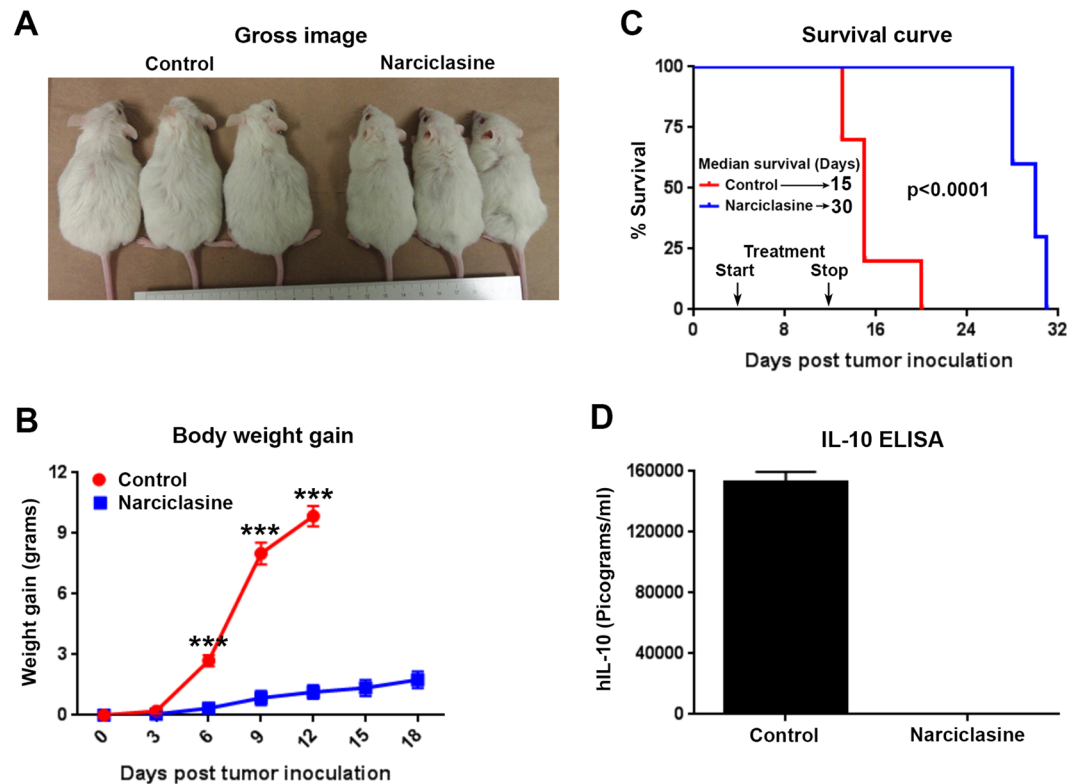 A
Gross image
Control
Narciclasine
B
Body weight gain
Control
Narciclasine
***
***
***
Weight gain (grams)
12
9
6
3
0
0
3
6
9
12
15
18
Days post tumor inoculation
C
Survival curve
% Survival
100
75
50
25
0
Median survival (Days)
Control 15
Narciclasine 30
p<0.0001
Treatment
Start
Stop
0
8
16
24
32
Days post tumor inoculation
D
IL-10 ELISA
hIL-10 (Picograms/ml)
160000
120000
80000
40000
0
Control
Narciclasine